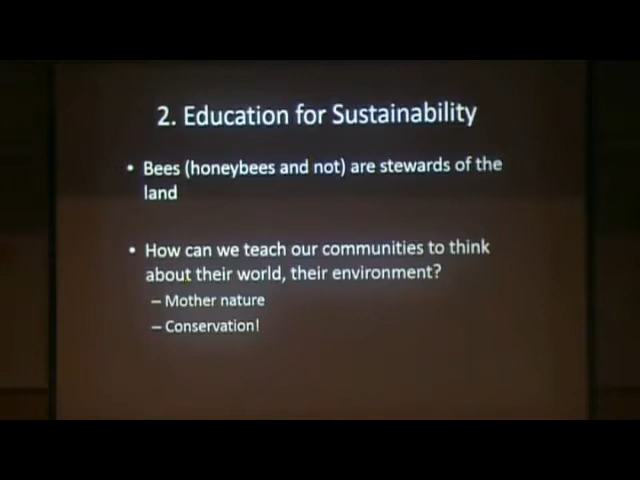 2. Education for Sustainability
• Bees (honeybees and not) are stewards of the
land
• How can we teach our communities to think
about their world, their environment?
– Mother nature
– Conservation!